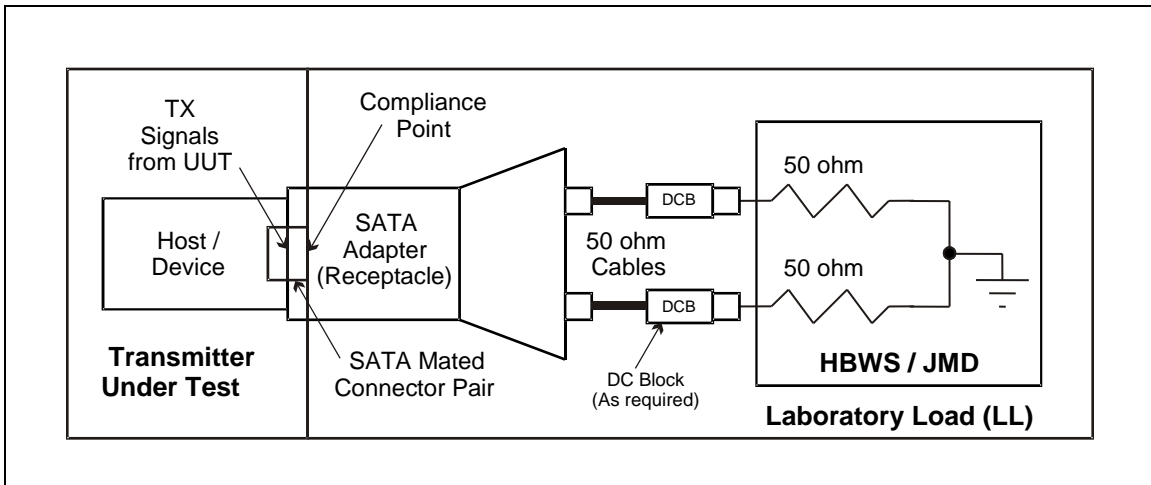 TX
Signals
from UUT
Compliance
Point
Host /
Device
SATA
Adapter
(Receptacle)
50 ohm
Cables
DCB
DCB
50 ohm
50 ohm
HBWS / JMD
Transmitter
Under Test
SATA Mated
Connector Pair
DC Block
(As required)
Laboratory Load (LL)